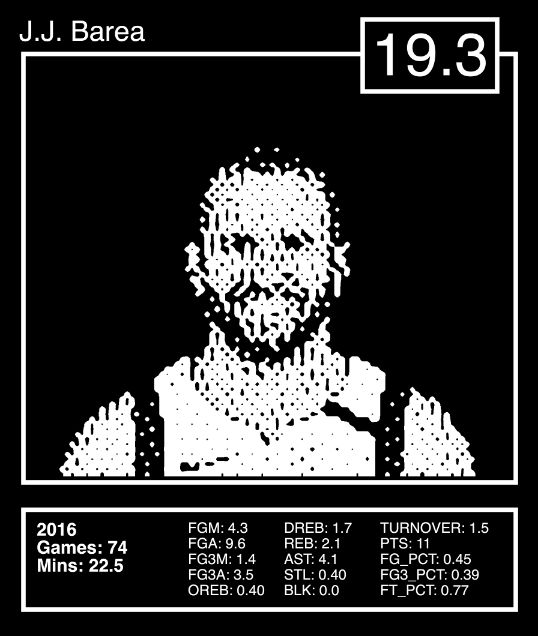 J.J. Barea
19.3
2016
Games: 74
Mins: 22.5
FGM: 4.3
FGA: 9.6
FG3M: 1.4
FG3A: 3.5
OREB: 0.40
DREB: 1.7
REB: 2.1
AST: 4.1
STL: 0.40
BLK: 0.0
TURNOVER: 1.5
PTS: 11
FG_PCT: 0.45
FG3_PCT: 0.39
FT_PCT: 0.77